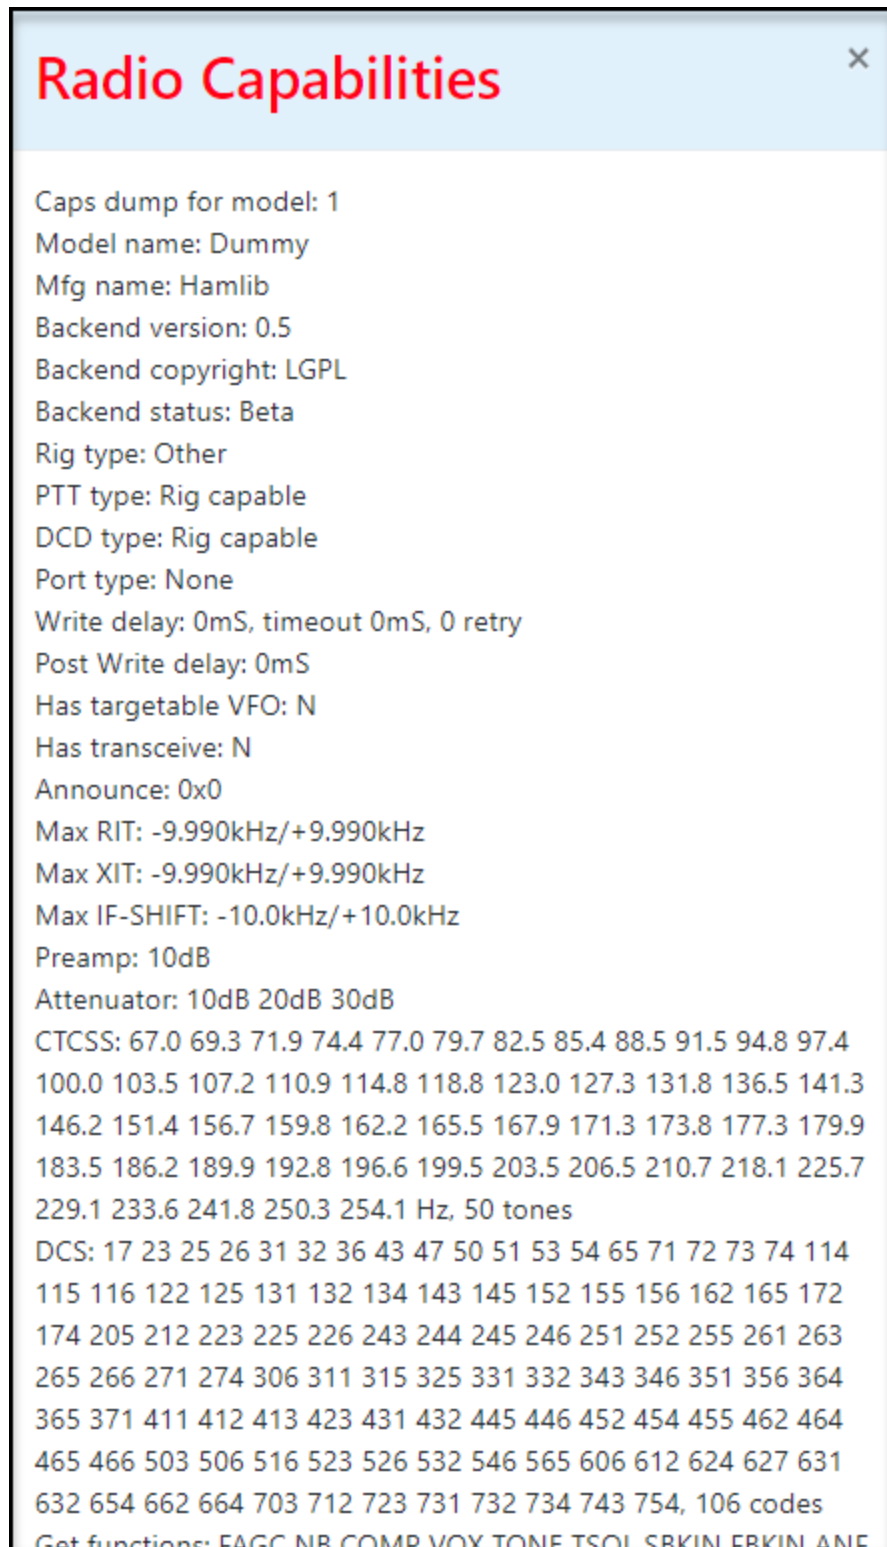 Radio Capabilities
×
Caps dump for model: 1
Model name: Dummy
Mfg name: Hamlib
Backend version: 0.5
Backend copyright: LGPL
Backend status: Beta
Rig type: Other
PTT type: Rig capable
DCD type: Rig capable
Port type: None
Write delay: 0mS, timeout 0mS, 0 retry
Post Write delay: 0mS
Has targetable VFO: N
Has transceive: N
Announce: 0x0
Max RIT: -9.990kHz/+9.990kHz
Max XIT: -9.990kHz/+9.990kHz
Max IF-SHIFT: -10.0kHz/+10.0kHz
Preamp: 10dB
Attenuator: 10dB 20dB 30dB
CTCSS: 67.0 69.3 71.9 74.4 77.0 79.7 82.5 85.4 88.5 91.5 94.8 97.4
100.0 103.5 107.2 110.9 114.8 118.8 123.0 127.3 131.8 136.5 141.3
146.2 151.4 156.7 159.8 162.2 165.5 167.9 171.3 173.8 177.3 179.9
183.5 186.2 189.9 192.8 196.6 199.5 203.5 206.5 210.7 218.1 225.7
229.1 233.6 241.8 250.3 254.1 Hz, 50 tones
DCS: 17 23 25 26 31 32 36 43 47 50 51 53 54 65 71 72 73 74 114
115 116 122 125 131 132 134 143 145 152 155 156 162 165 172
174 205 212 223 225 226 243 244 245 246 251 252 255 261 263
265 266 271 274 306 311 315 325 331 332 343 346 351 356 364
365 371 411 412 413 423 431 432 445 446 452 454 455 462 464
465 466 503 506 516 523 526 532 546 565 606 612 624 627 631
632 654 662 664 703 712 723 731 732 734 743 754, 106 codes
Get functions: FAGC NB COMP VOX TONE TSQL SBKIN FBKIN ANF